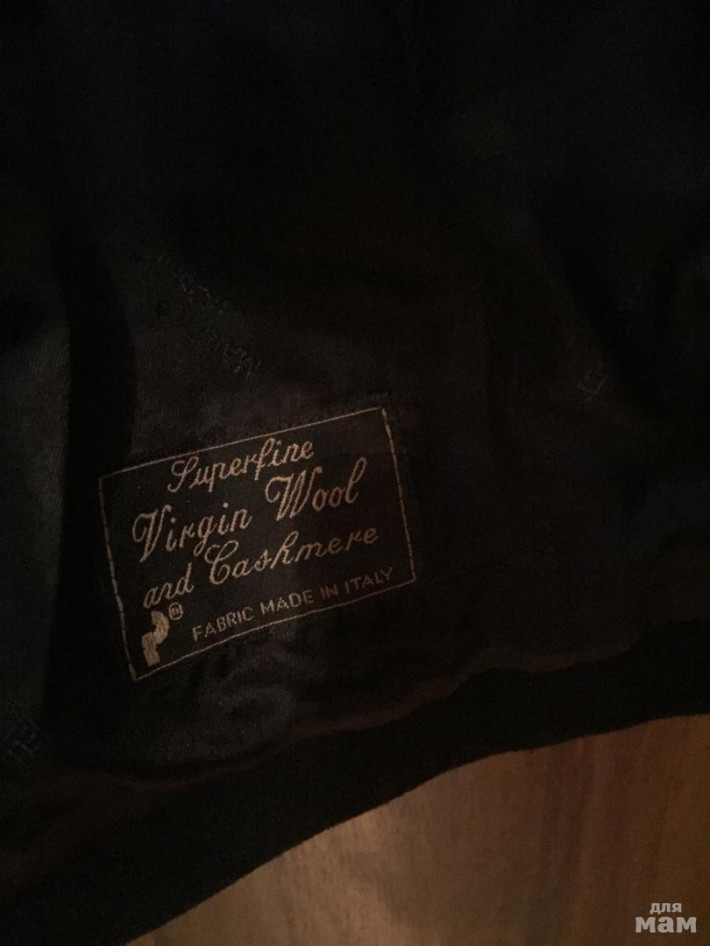 Superfine
Virgin Wool
and Cashmere
FABRIC MADE IN ITALY
для
мам